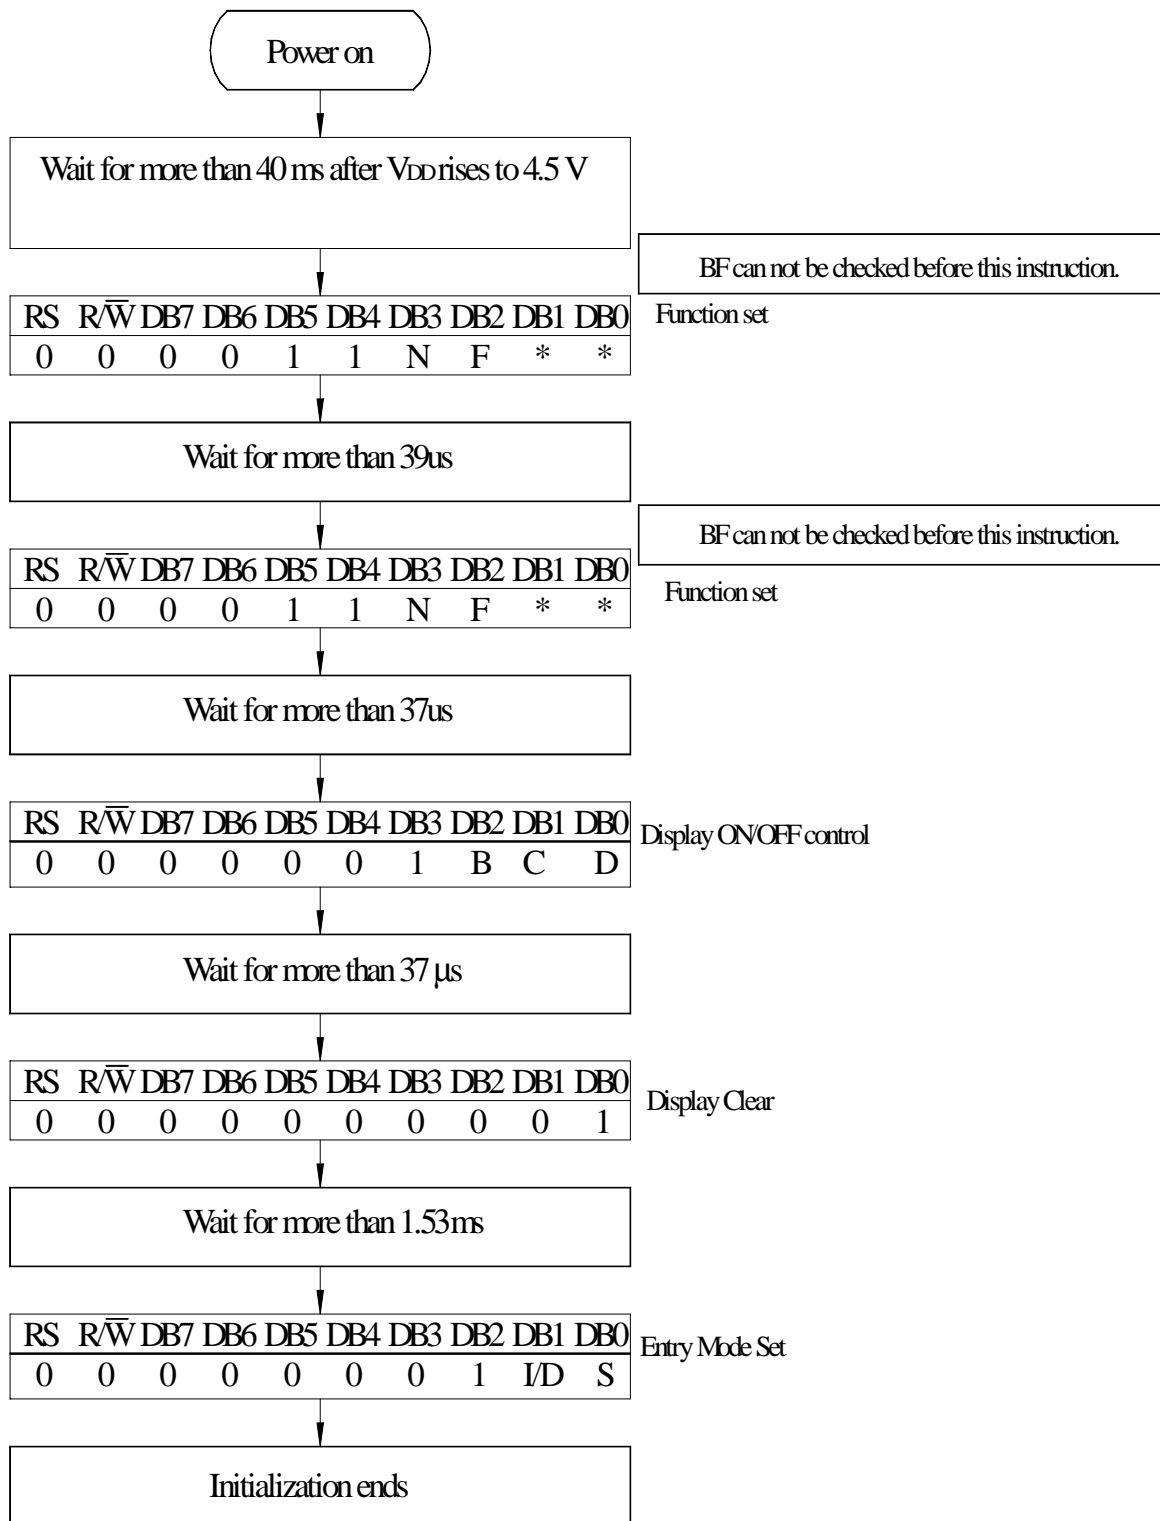 Power on
Wait for more than 40 ms after VDD rises to 4.5 V
BF can not be checked before this instruction.
RS R/W̅ DB7 DB6 DB5 DB4 DB3 DB2 DB1 DB0
Function set
0 0 0 0 1 1 N F * *
Wait for more than 39us
BF can not be checked before this instruction.
RS R/W̅ DB7 DB6 DB5 DB4 DB3 DB2 DB1 DB0
Function set
0 0 0 0 1 1 N F * *
Wait for more than 37us
RS R/W̅ DB7 DB6 DB5 DB4 DB3 DB2 DB1 DB0
Display ON/OFF control
0 0 0 0 0 0 1 B C D
Wait for more than 37 μs
RS R/W̅ DB7 DB6 DB5 DB4 DB3 DB2 DB1 DB0
Display Clear
0 0 0 0 0 0 0 0 0 1
Wait for more than 1.53ms
RS R/W̅ DB7 DB6 DB5 DB4 DB3 DB2 DB1 DB0
Entry Mode Set
0 0 0 0 0 0 0 1 I/D S
Initialization ends